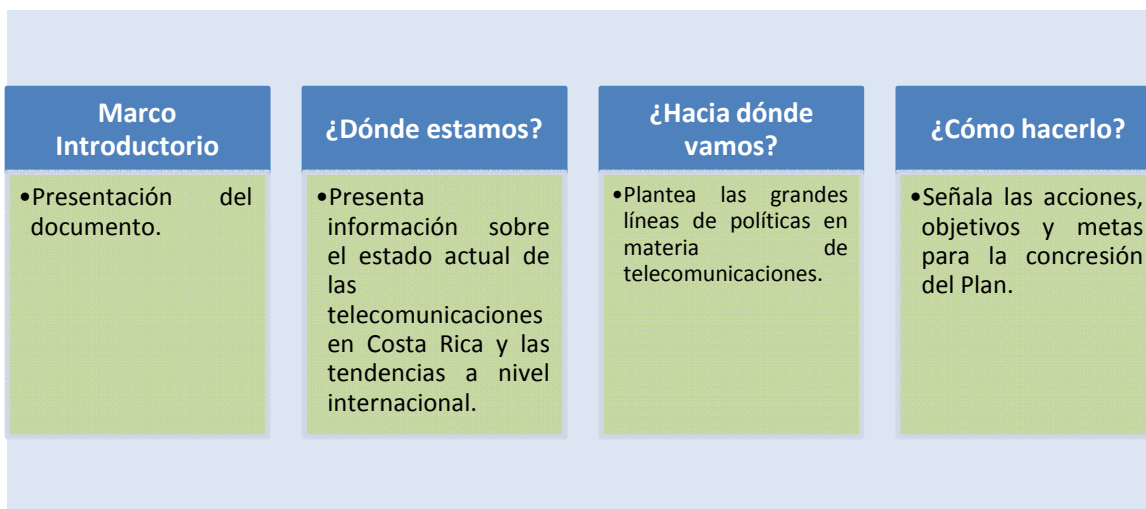 Marco
Introductorio
•Presentación del
documento.
¿Dónde estamos?
•Presenta
información sobre
el estado actual de
las
telecomunicaciones
en Costa Rica y las
tendencias a nivel
internacional.
¿Hacia dónde
vamos?
•Plantea las grandes
líneas de políticas en
materia de
telecomunicaciones.
¿Cómo hacerlo?
•Señala las acciones,
objetivos y metas
para la concresión
del Plan.